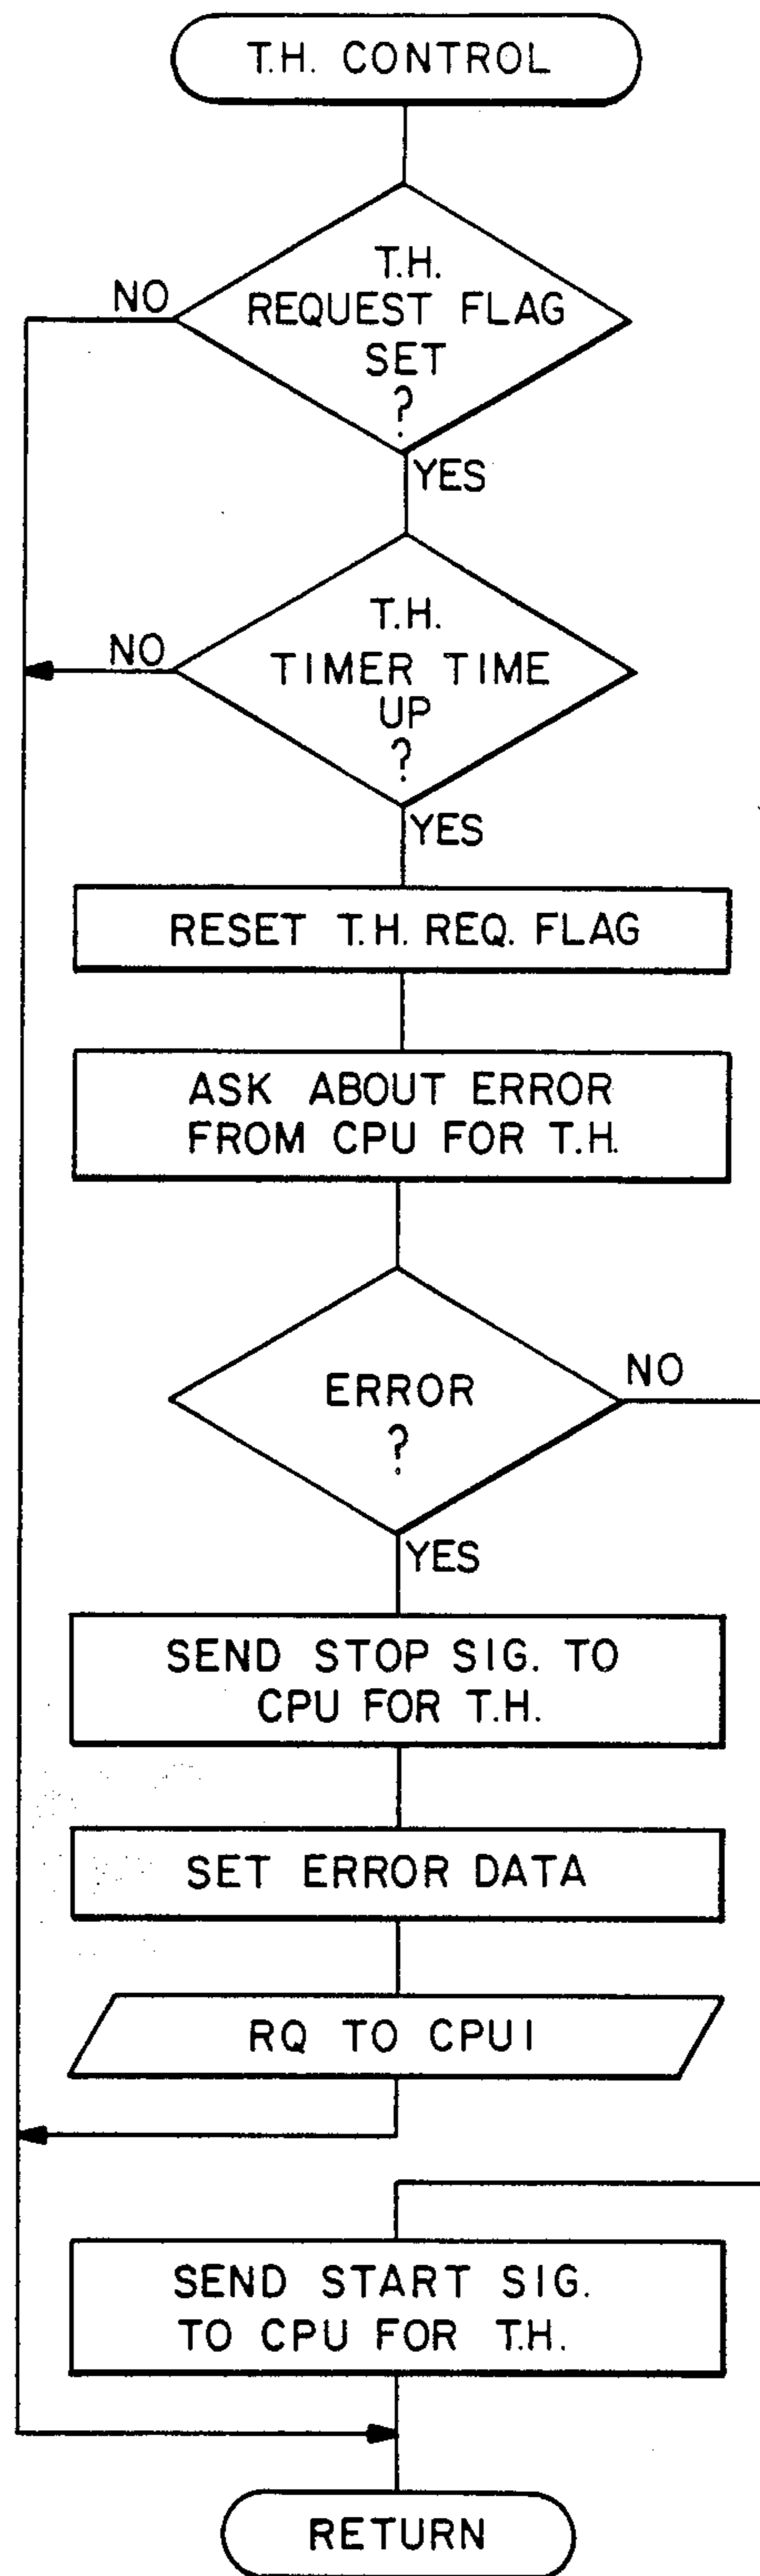 T.H. CONTROL
T.H.
REQUEST FLAG
SET
?
NO
YES
T.H.
TIMER TIME
UP
?
NO
YES
RESET T.H. REQ. FLAG
ASK ABOUT ERROR
FROM CPU FOR T.H.
ERROR
?
NO
YES
SEND STOP SIG. TO
CPU FOR T.H.
SET ERROR DATA
RQ TO CPU1
SEND START SIG.
TO CPU FOR T.H.
RETURN